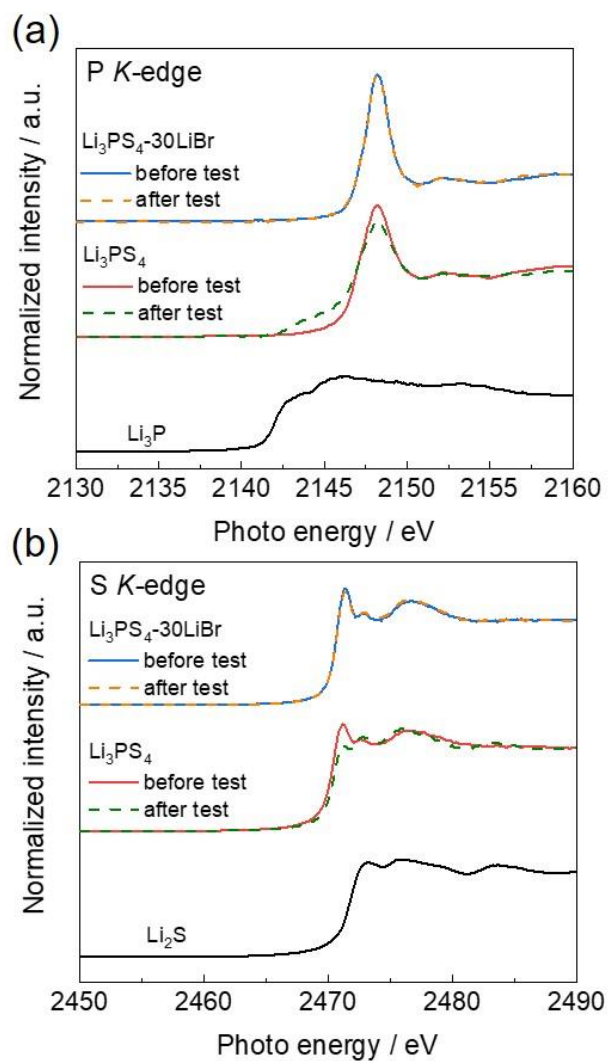 (a)
P K-edge
Li₃PS₄-30LiBr
before test
after test
Li₃PS₄
before test
after test
Li₃P
Normalized intensity / a.u.
2130 2135 2140 2145 2150 2155 2160
Photo energy / eV
(b)
S K-edge
Li₃PS₄-30LiBr
before test
after test
Li₃PS₄
before test
after test
Li₂S
Normalized intensity / a.u.
2450 2460 2470 2480 2490
Photo energy / eV